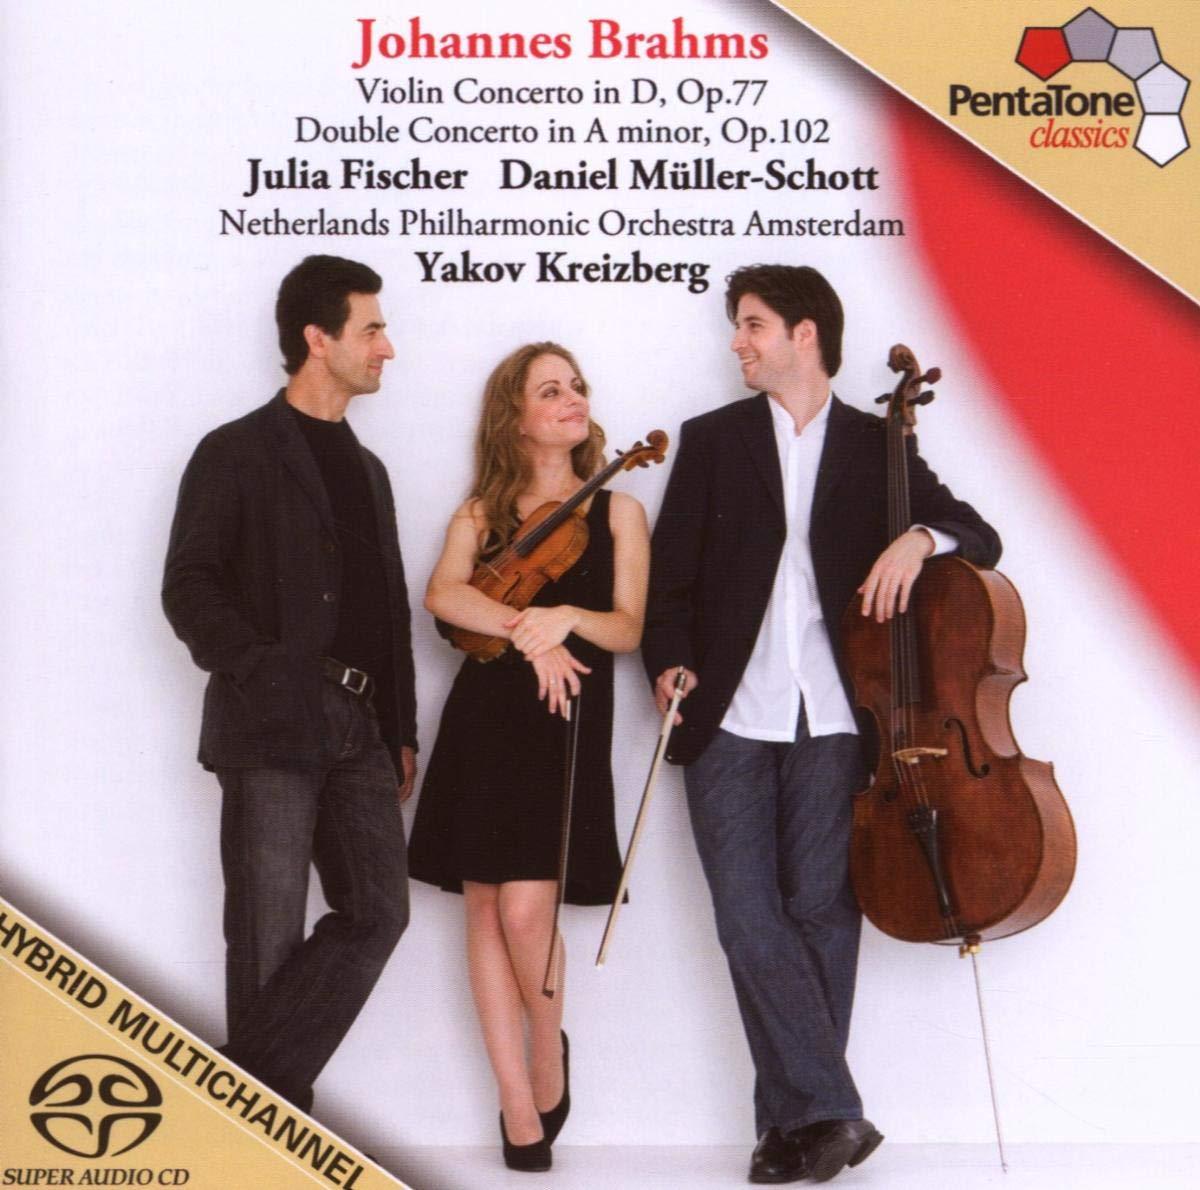 Johannes Brahms
Violin Concerto in D, Op.77
Double Concerto in A minor, Op.102
Julia Fischer Daniel Müller-Schott
Netherlands Philharmonic Orchestra Amsterdam
Yakov Kreizberg
PentaTone
classics
HYBRID MULTICHANNEL
SUPER AUDIO CD